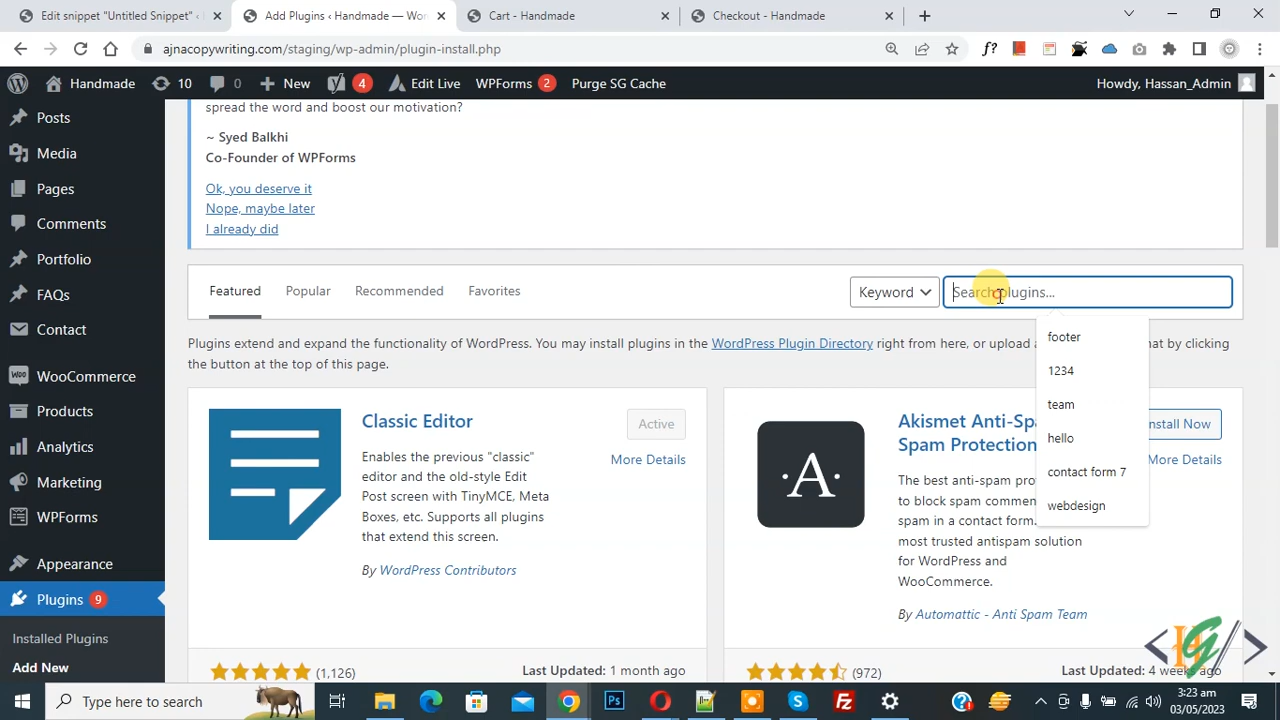 Edit snippet "Untitled Snippet" ‹
Add Plugins ‹ Handmade — Wor
Cart - Handmade
Checkout - Handmade
ajnacopywriting.com/staging/wp-admin/plugin-install.php
Handmade
10
0
New
4
Edit Live
WPForms 2
Purge SG Cache
Howdy, Hassan_Admin
Posts
Media
Pages
Comments
Portfolio
FAQs
Contact
WooCommerce
Products
Analytics
Marketing
WPForms
Appearance
Plugins 9
Installed Plugins
Add New
spread the word and boost our motivation?
~ Syed Balkhi
Co-Founder of WPForms
Ok, you deserve it
Nope, maybe later
I already did
Featured
Popular
Recommended
Favorites
Keyword
Search plugins...
footer
1234
team
hello
contact form 7
webdesign
Plugins extend and expand the functionality of WordPress. You may install plugins in the WordPress Plugin Directory right from here, or upload a hat by clicking
the button at the top of this page.
Classic Editor
Active
More Details
Enables the previous "classic"
editor and the old-style Edit
Post screen with TinyMCE, Meta
Boxes, etc. Supports all plugins
that extend this screen.
By WordPress Contributors
(1,126)
Last Updated: 1 month ago
Akismet Anti-Sp
Spam Protection
nstall Now
More Details
The best anti-spam pro
to block spam commen
spam in a contact form.
most trusted antispam solution
for WordPress and
WooCommerce.
By Automattic - Anti Spam Team
(972)
Last Updated: 4 weeks ago
Type here to search
3:23 am
03/05/2023